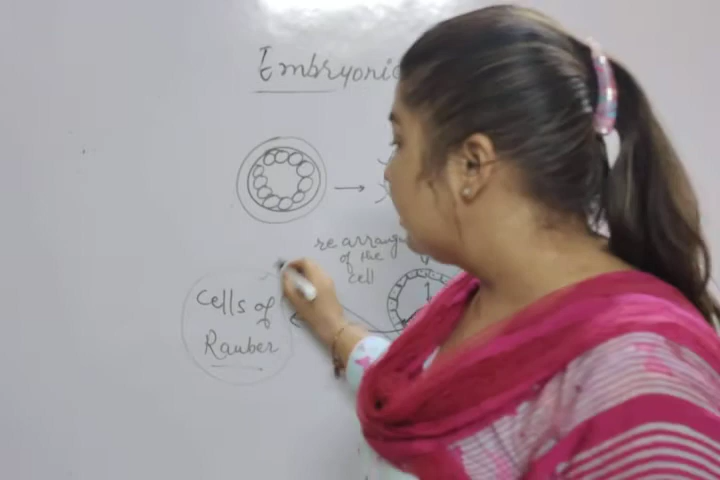 Embryonic
re arrang
of the
cell
Cells of
Rauber